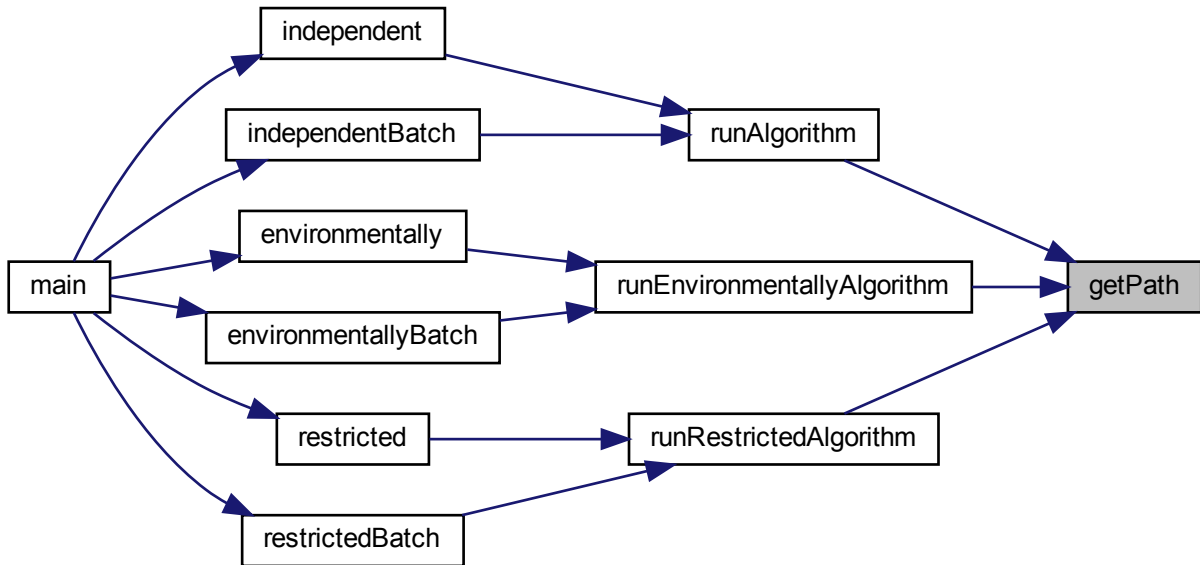 independent
independentBatch
runAlgorithm
environmentally
main
runEnvironmentallyAlgorithm
getPath
environmentallyBatch
restricted
runRestrictedAlgorithm
restrictedBatch